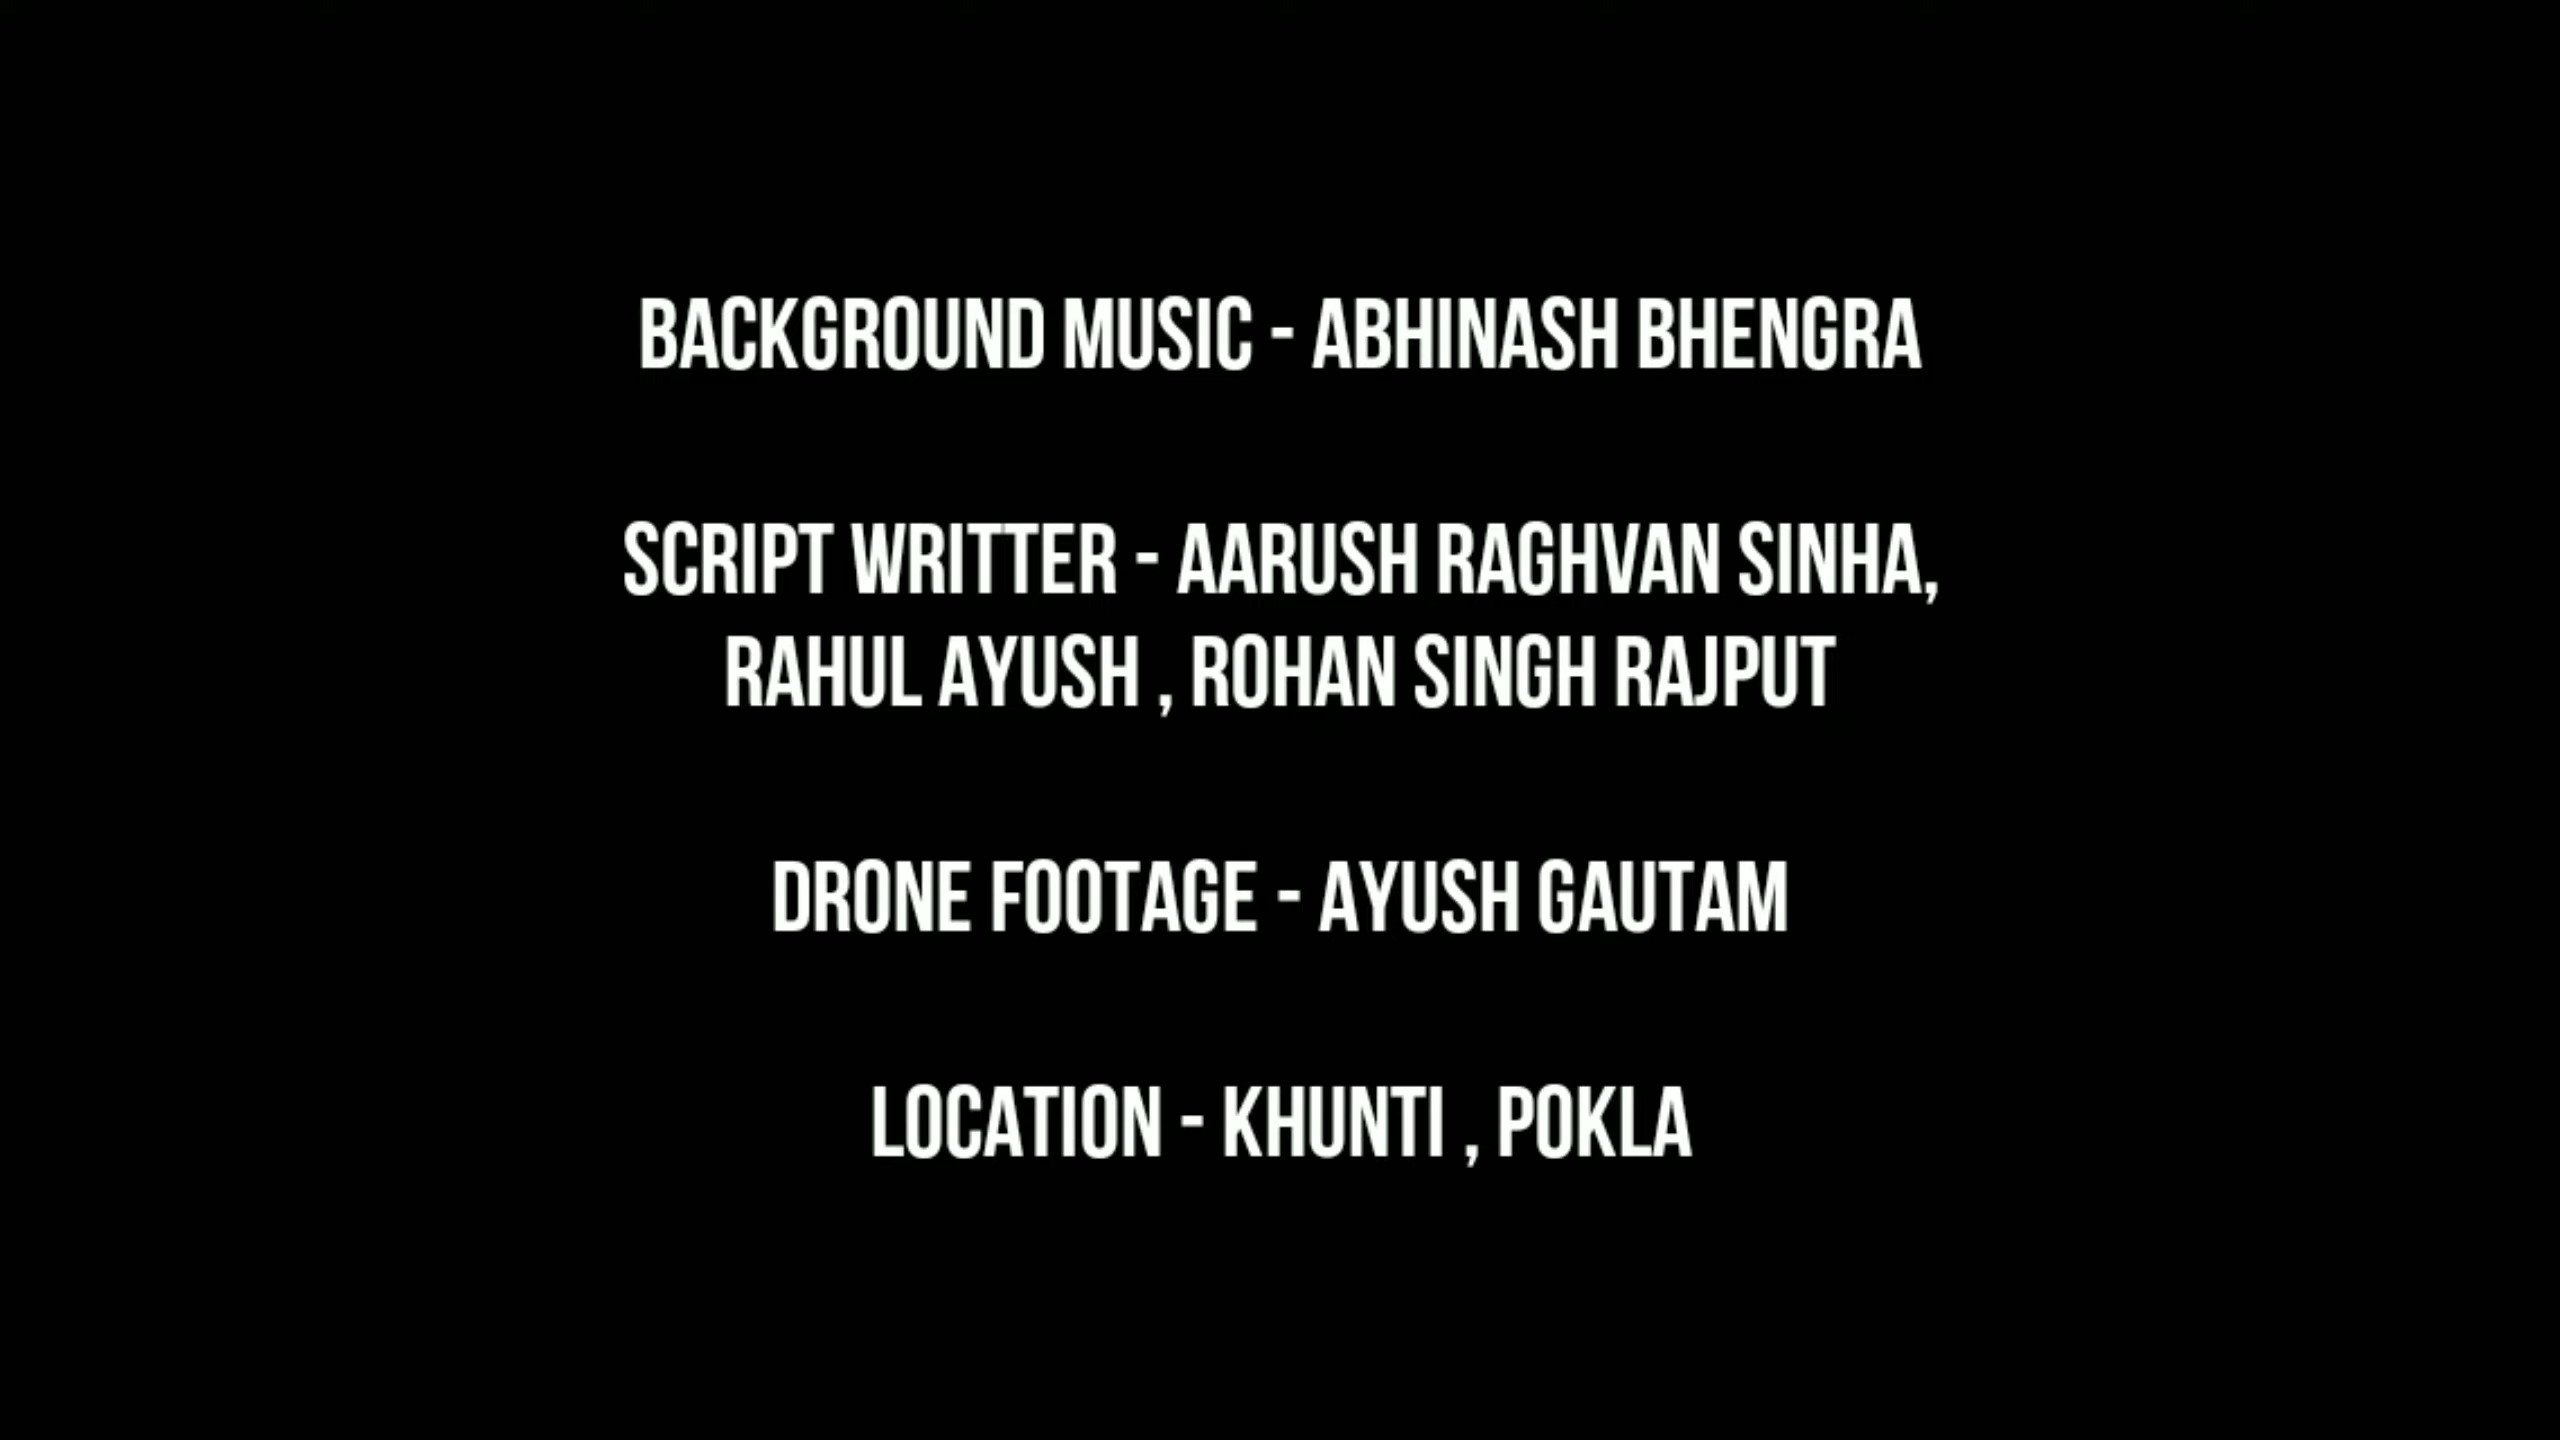 BACKGROUND MUSIC - ABHINASH BHENGRA
SCRIPT WRITTER - AARUSH RAGHVAN SINHA,
RAHUL AYUSH , ROHAN SINGH RAJPUT
DRONE FOOTAGE - AYUSH GAUTAM
LOCATION - KHUNTI , POKLA